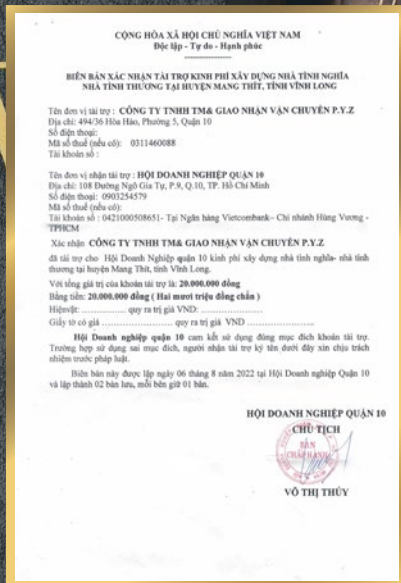 CỘNG HÒA XÃ HỘI CHỦ NGHĨA VIỆT NAM
Độc lập - Tự do - Hạnh phúc
BIÊN BẢN XÁC NHẬN TÀI TRỢ KINH PHÍ XÂY DỰNG NHÀ TÌNH NGHĨA
NHÀ TÌNH THƯƠNG TẠI HUYỆN MANG THÍT, TỈNH VĨNH LONG
Tên đơn vị tài trợ : CÔNG TY TNHH TM& GIAO NHẬN VẬN CHUYỂN P.Y.Z
Địa chỉ: 494/36 Hòa Hảo, Phường 5, Quận 10
Số điện thoại:
Mã số thuế (nếu có): 0311460088
Tài khoản số :
Tên đơn vị nhận tài trợ : HỘI DOANH NGHIỆP QUẬN 10
Địa chỉ: 108 Đường Ngô Gia Tự, P.9, Q.10, TP. Hồ Chí Minh
Số điện thoại: 0903254579
Mã số thuế (nếu có):
Tài khoản số : 0421000508651- Tại Ngân hàng Vietcombank– Chi nhánh Hùng Vương -
TPHCM
Xác nhận CÔNG TY TNHH TM& GIAO NHẬN VẬN CHUYỂN P.Y.Z
đã tài trợ cho Hội Doanh Nghiệp quận 10 kinh phí xây dựng nhà tình nghĩa- nhà tình
thương tại huyện Mang Thít, tỉnh Vĩnh Long.
Với tổng giá trị của khoản tài trợ là: 20.000.000 đồng
Bằng tiền: 20.000.000 đồng ( Hai mươi triệu đồng chẵn )
Hiệnvật: ................... quy ra trị giá VND: ........................
Giấy tờ có giá ........................ quy ra trị giá VND .......................
Hội Doanh nghiệp quận 10 cam kết sử dụng đúng mục đích khoản tài trợ.
Trường hợp sử dụng sai mục đích, người nhận tài trợ ký tên dưới đây xin chịu trách
nhiệm trước pháp luật.
Biên bản này được lập ngày 06 tháng 8 năm 2022 tại Hội Doanh nghiệp Quận 10
và lập thành 02 bản lưu, mỗi bên giữ 01 bản.
HỘI DOANH NGHIỆP QUẬN 10
CHỦ TỊCH
BAN
CHẤP HÀNH
VÕ THỊ THÚY